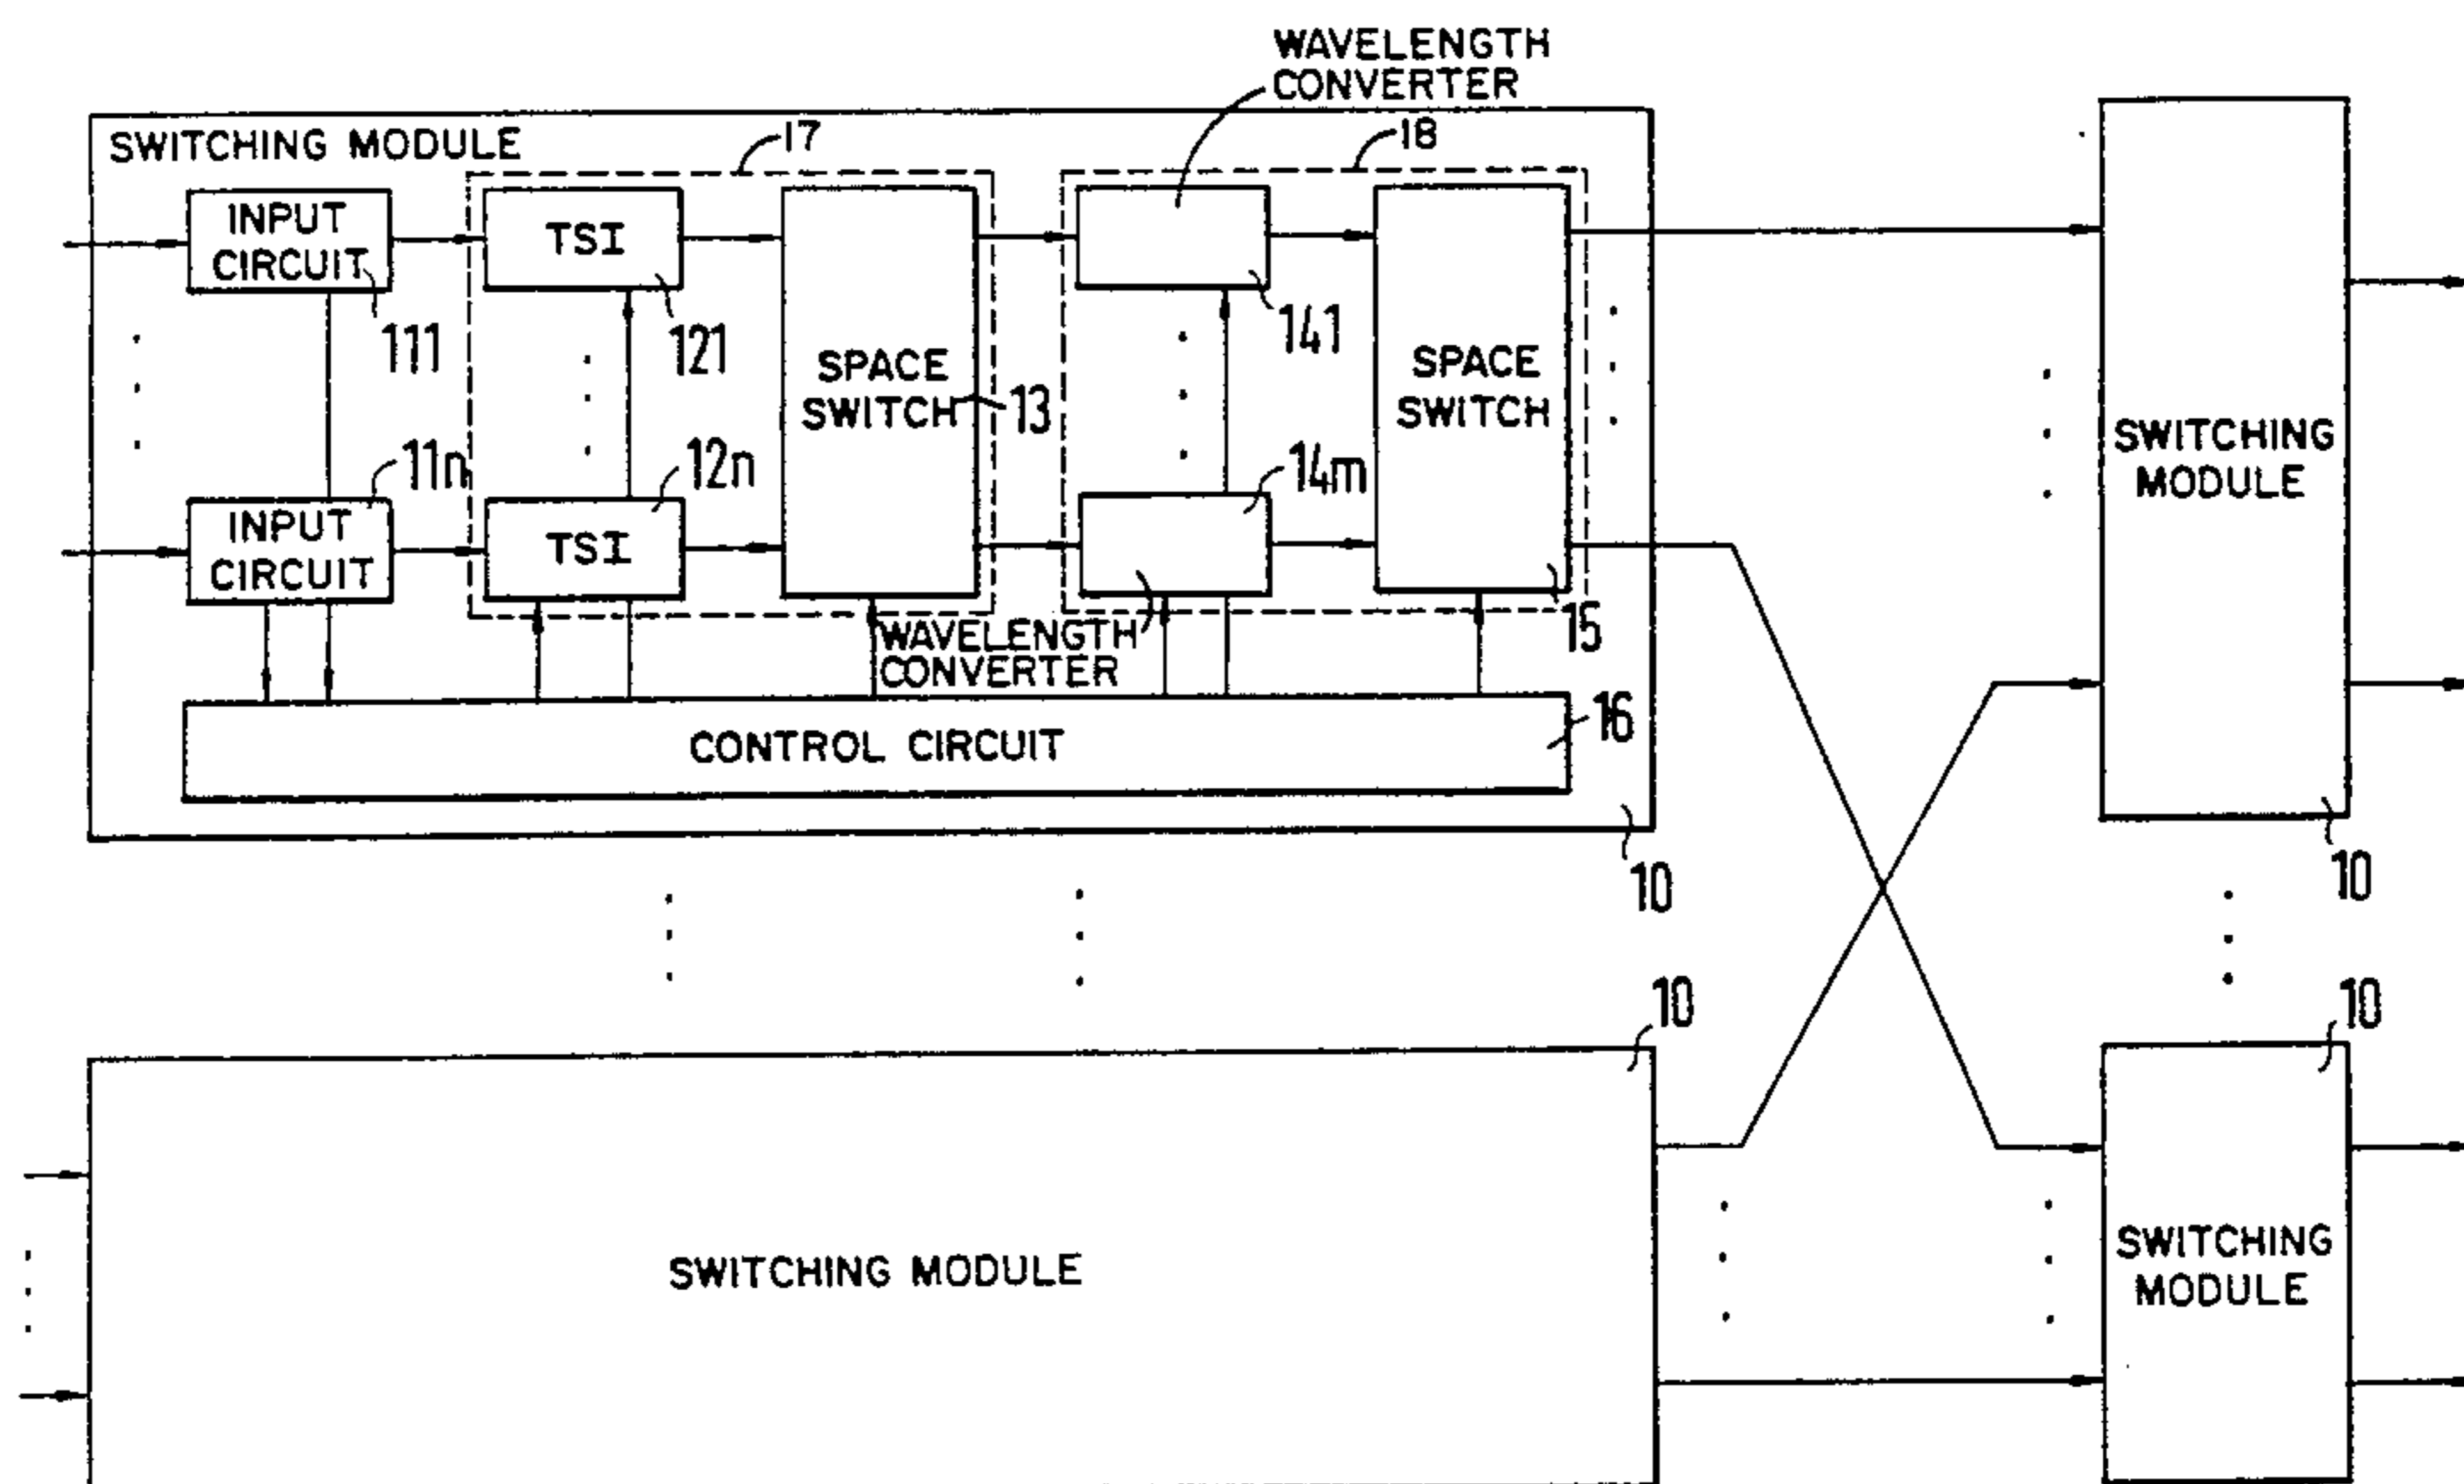 WAVELENGTH
CONVERTER
SWITCHING MODULE
17
18
INPUT
CIRCUIT
TSI
111
121
141
SPACE
SWITCH
13
SPACE
SWITCH
SWITCHING
MODULE
11n
12n
14m
INPUT
CIRCUIT
TSI
15
WAVELENGTH
CONVERTER
16
CONTROL CIRCUIT
10
10
10
10
SWITCHING MODULE
SWITCHING
MODULE